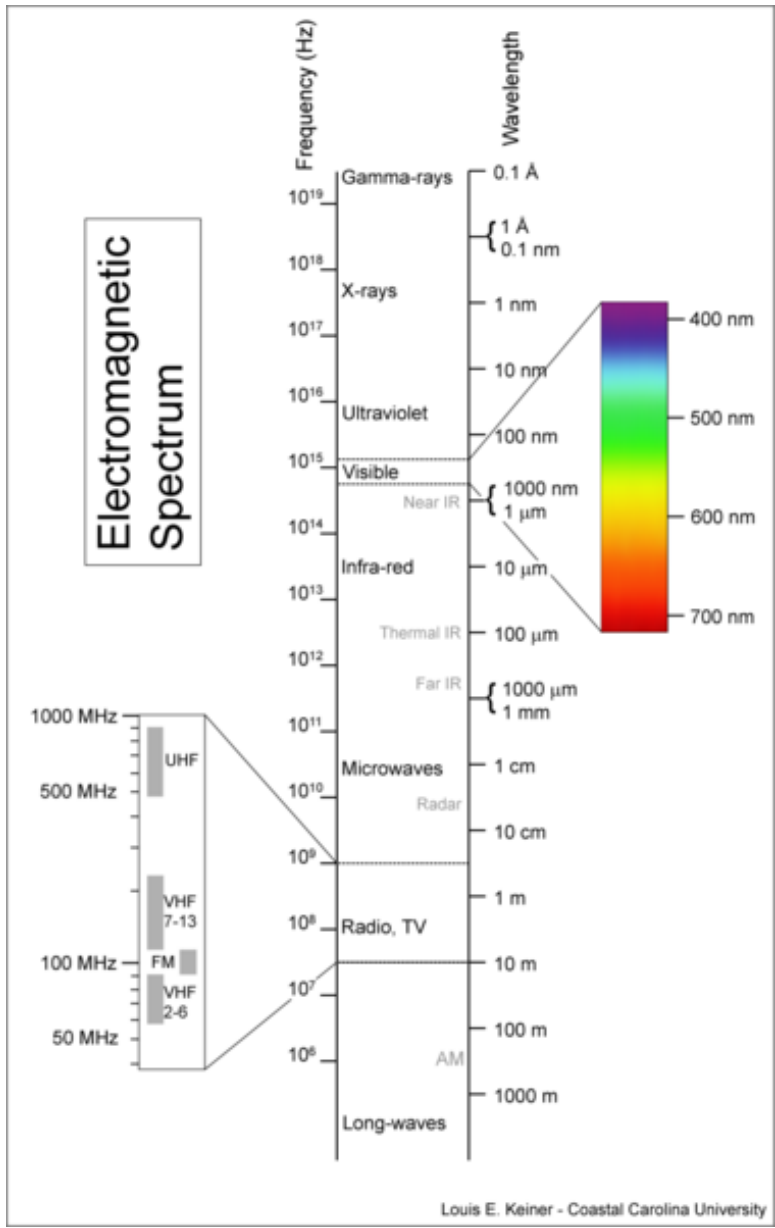 Electromagnetic
Spectrum
Frequency (Hz)
Wavelength
Gamma-rays
0.1 Å
10¹⁹
1 Å
0.1 nm
10¹⁸
X-rays
1 nm
10¹⁷
10 nm
10¹⁶
Ultraviolet
100 nm
10¹⁵
Visible
1000 nm
Near IR
1 μm
10¹⁴
Infra-red
10 μm
10¹³
Thermal IR
100 μm
10¹²
Far IR
1000 μm
1 mm
10¹¹
Microwaves
1 cm
10¹⁰
Radar
10 cm
10⁹
1 m
10⁸
Radio, TV
10 m
10⁷
100 m
10⁶
AM
1000 m
Long-waves
400 nm
500 nm
600 nm
700 nm
1000 MHz
UHF
500 MHz
VHF
7-13
100 MHz
FM
VHF
2-6
50 MHz
Louis E. Keiner - Coastal Carolina University